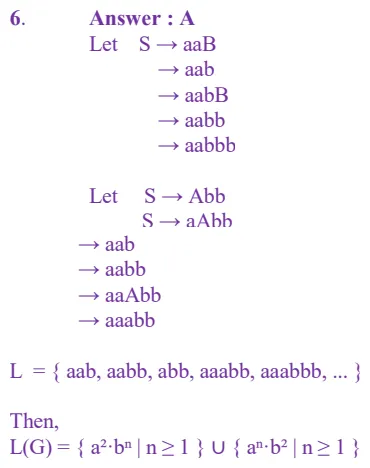 6. Answer : A
Let S → aaB
→ aab
→ aabB
→ aabb
→ aabbb
Let S → Abb
S → aAbb
→ aab
→ aabb
→ aaAbb
→ aaabb
L = { aab, aabb, abb, aaabb, aaabbb, ... }
Then,
L(G) = { a²·bⁿ | n ≥ 1 } ∪ { aⁿ·b² | n ≥ 1 }